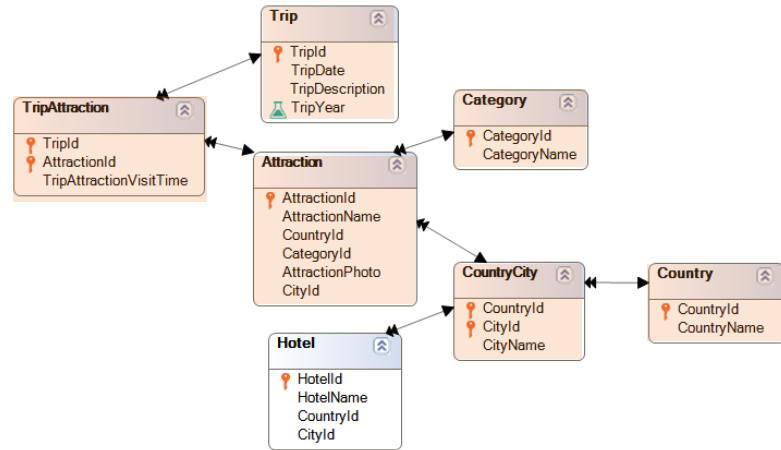 Trip
TripId
TripDate
TripDescription
TripYear
TripAttraction
TripId
AttractionId
TripAttractionVisitTime
Category
CategoryId
CategoryName
Attraction
AttractionId
AttractionName
CountryId
CategoryId
AttractionPhoto
CityId
CountryCity
CountryId
CityId
CityName
Country
CountryId
CountryName
Hotel
HotelId
HotelName
CountryId
CityId